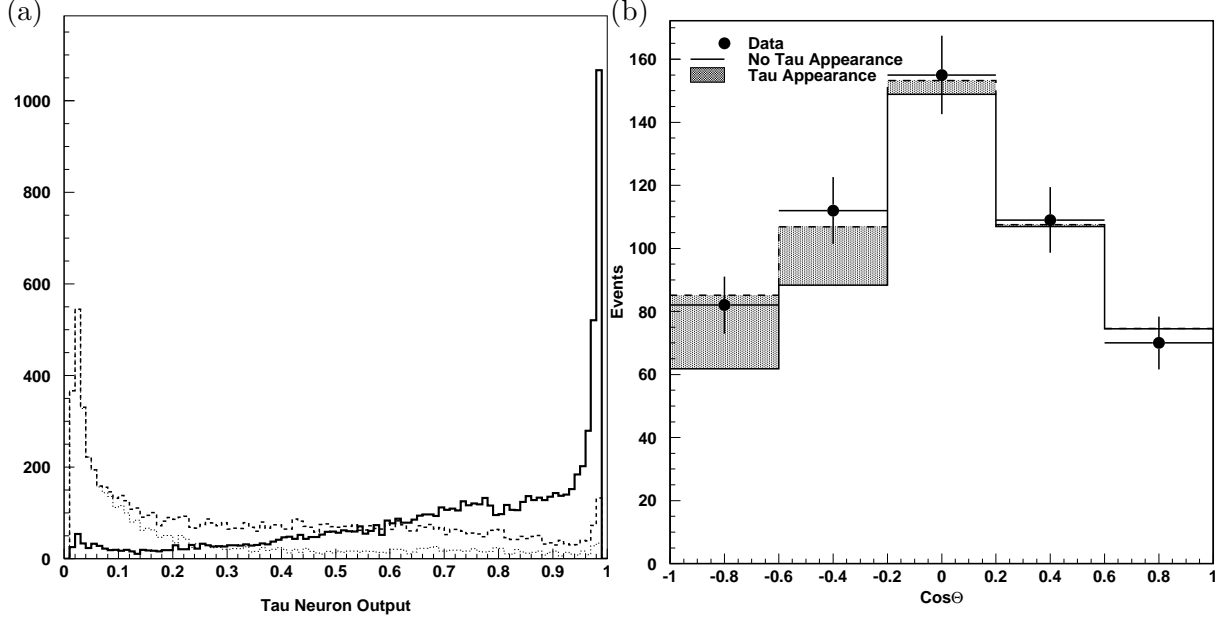 (a)
1000
800
600
400
200
0
0 0.1 0.2 0.3 0.4 0.5 0.6 0.7 0.8 0.9 1
Tau Neuron Output
(b)
Data
No Tau Appearance
Tau Appearance
Events
160
140
120
100
80
60
40
20
0
-1 -0.8 -0.6 -0.4 -0.2 0 0.2 0.4 0.6 0.8 1
CosΘ